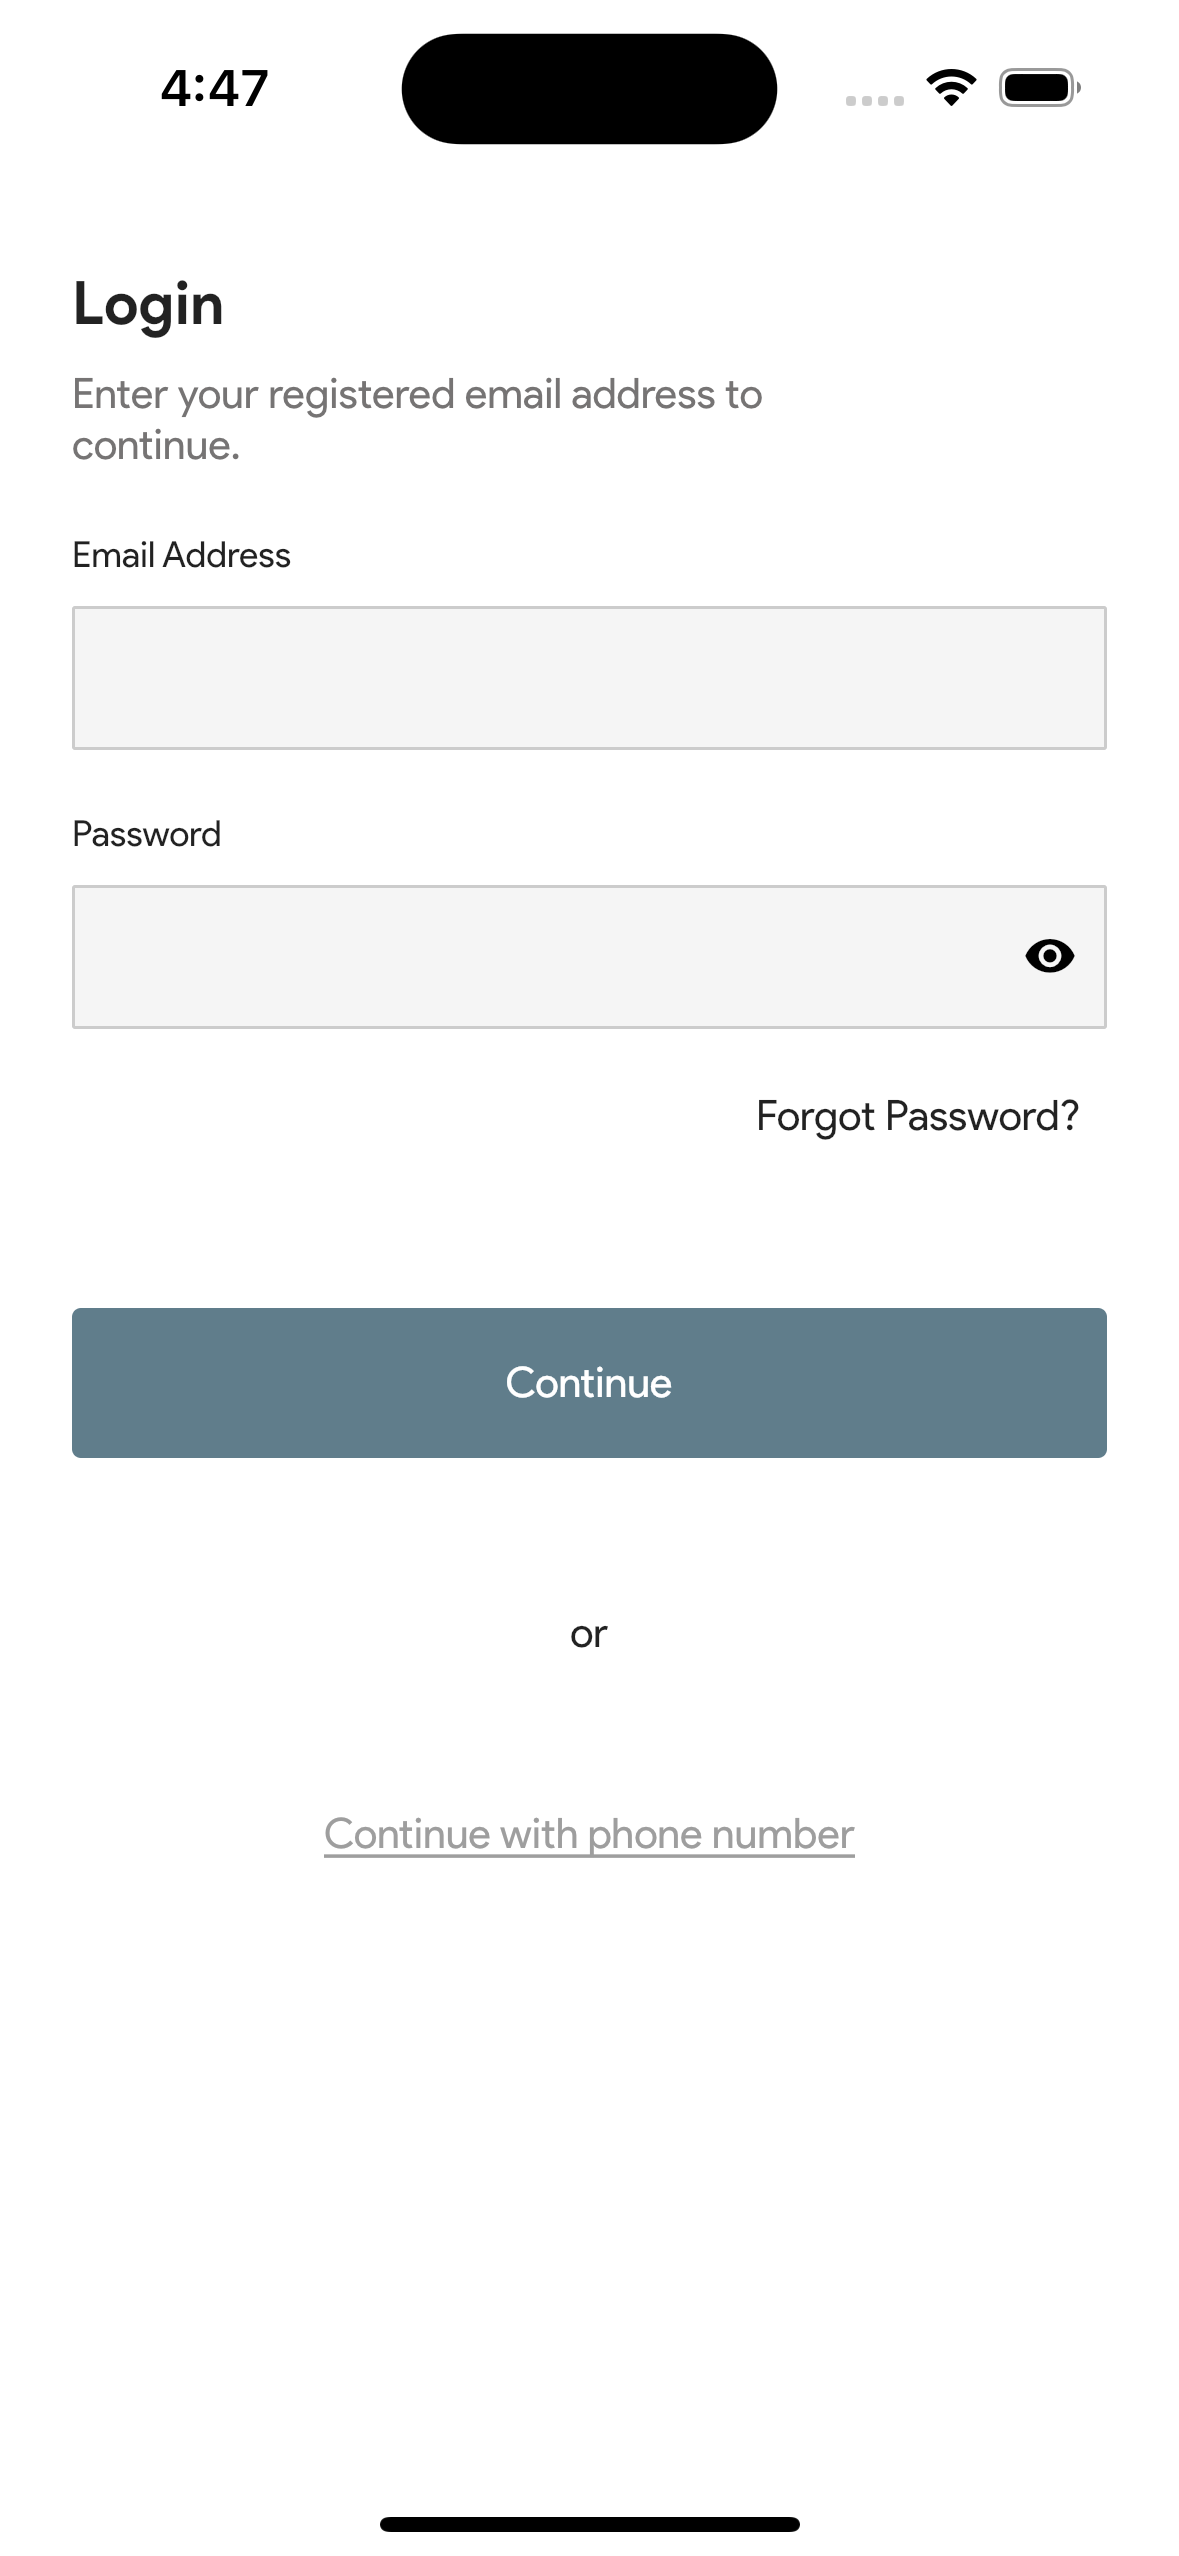 4:47
Login
Enter your registered email address to
continue.
Email Address
Password
Forgot Password?
Continue
or
Continue with phone number